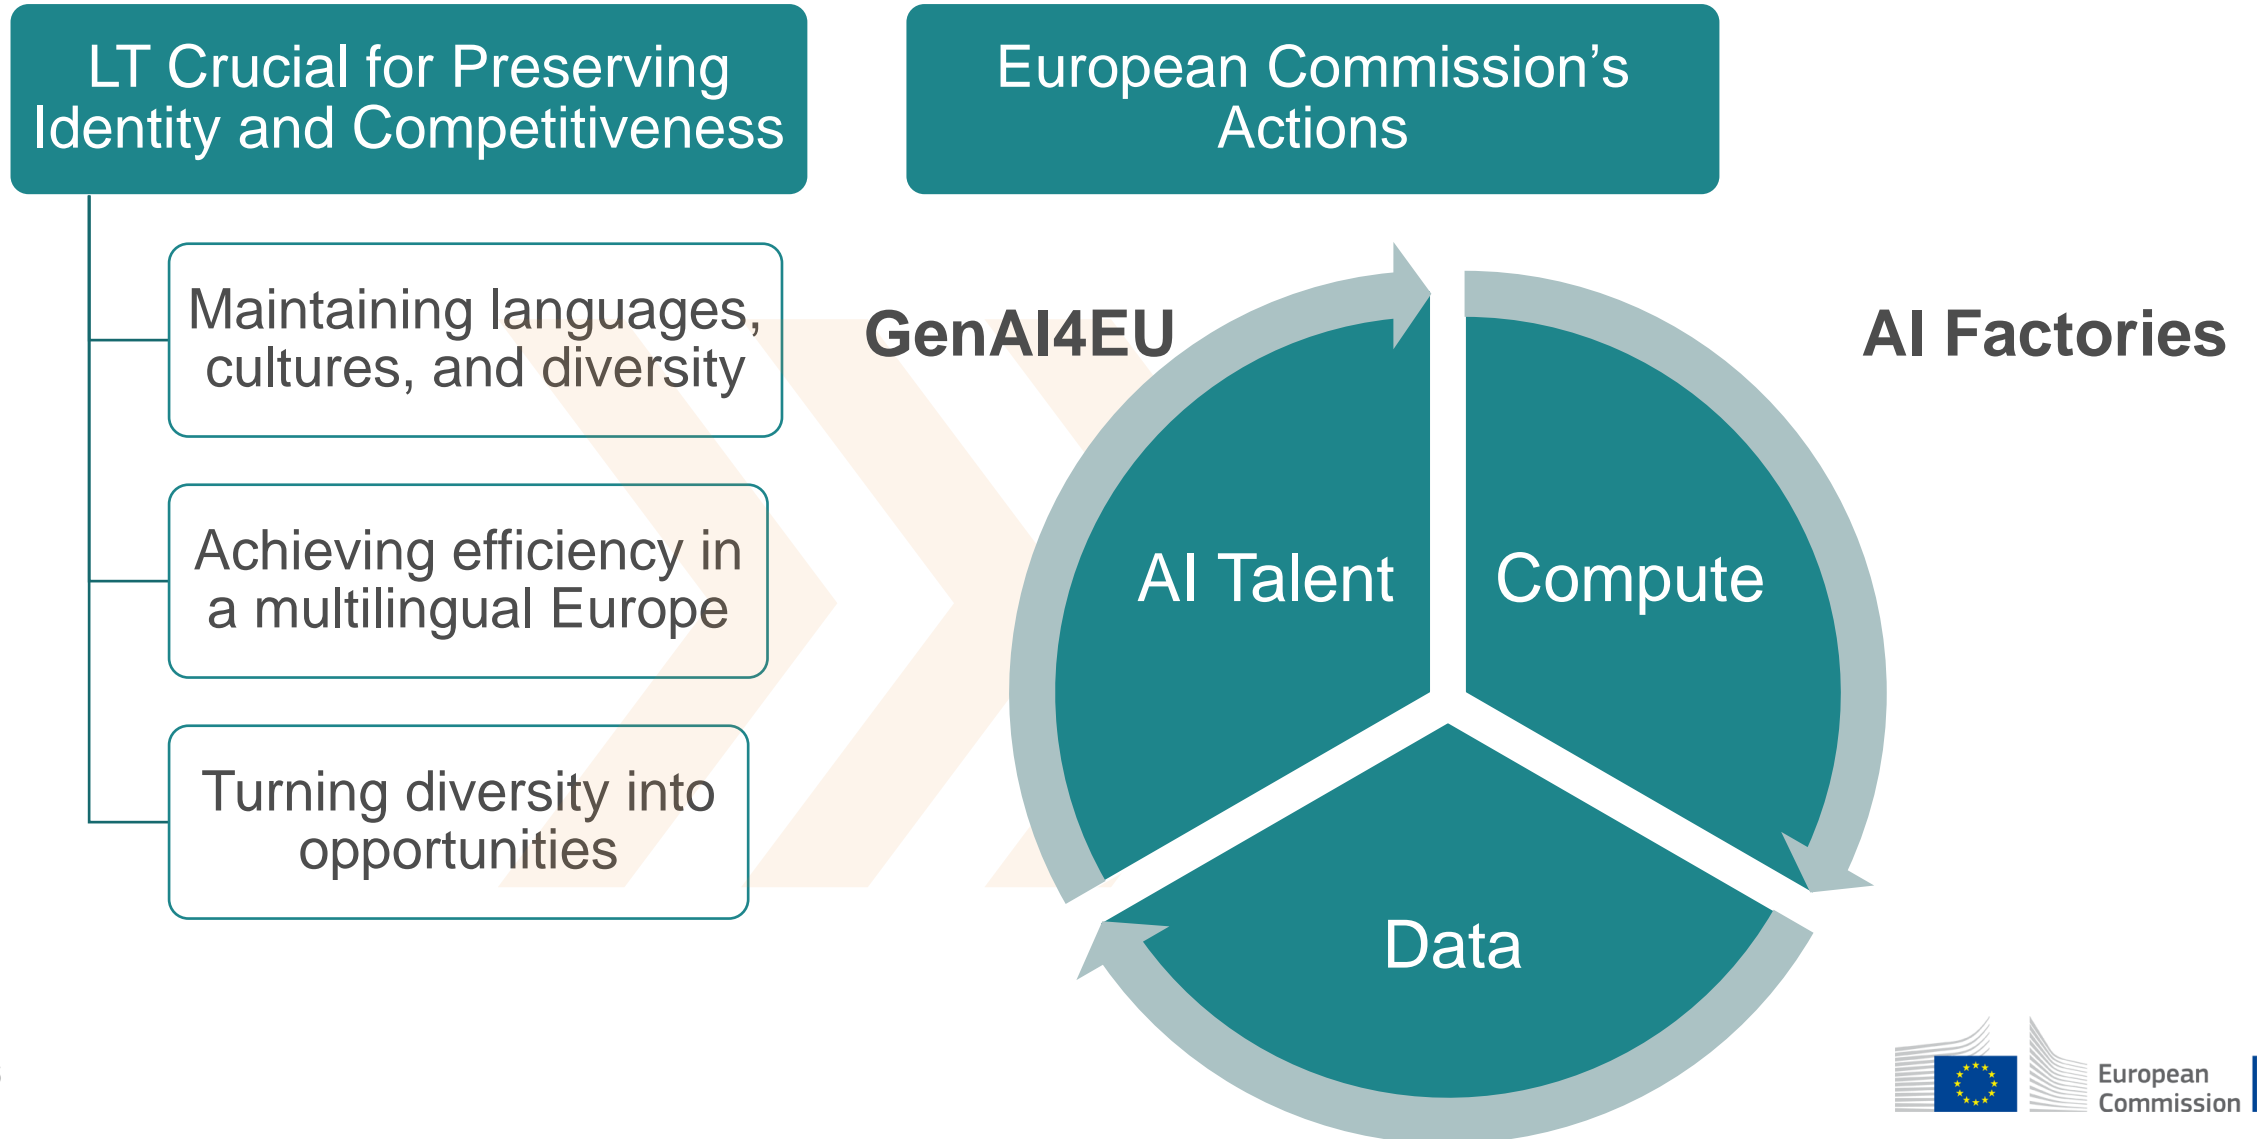 LT Crucial for Preserving
Identity and Competitiveness
Maintaining languages,
cultures, and diversity
Achieving efficiency in
a multilingual Europe
Turning diversity into
opportunities
European Commission’s
Actions
GenAI4EU
AI Factories
AI Talent
Compute
Data
European
Commission